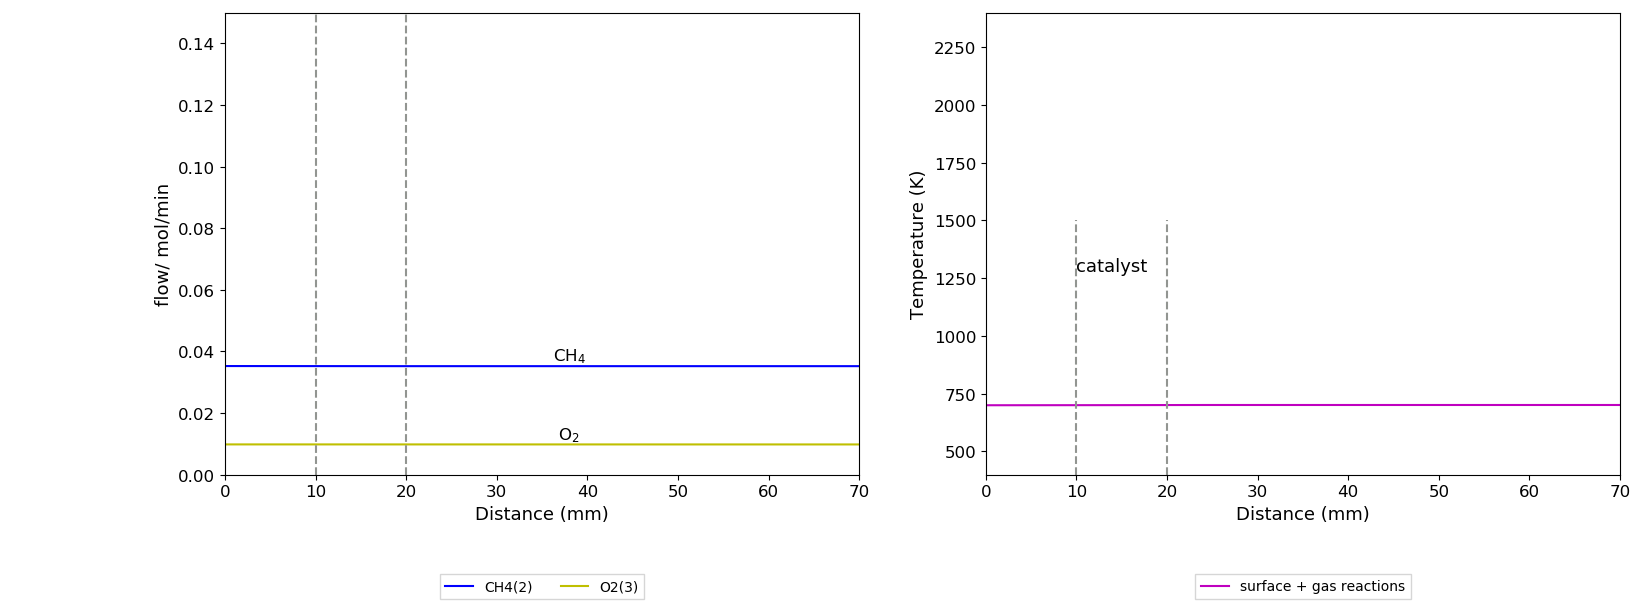 0.14
0.12
0.10
0.08
0.06
0.04
0.02
0.00
flow/ mol/min
CH₄
O₂
0 10 20 30 40 50 60 70
Distance (mm)
CH4(2) O2(3)
2250
2000
1750
1500
1250
1000
750
500
Temperature (K)
catalyst
0 10 20 30 40 50 60 70
Distance (mm)
surface + gas reactions